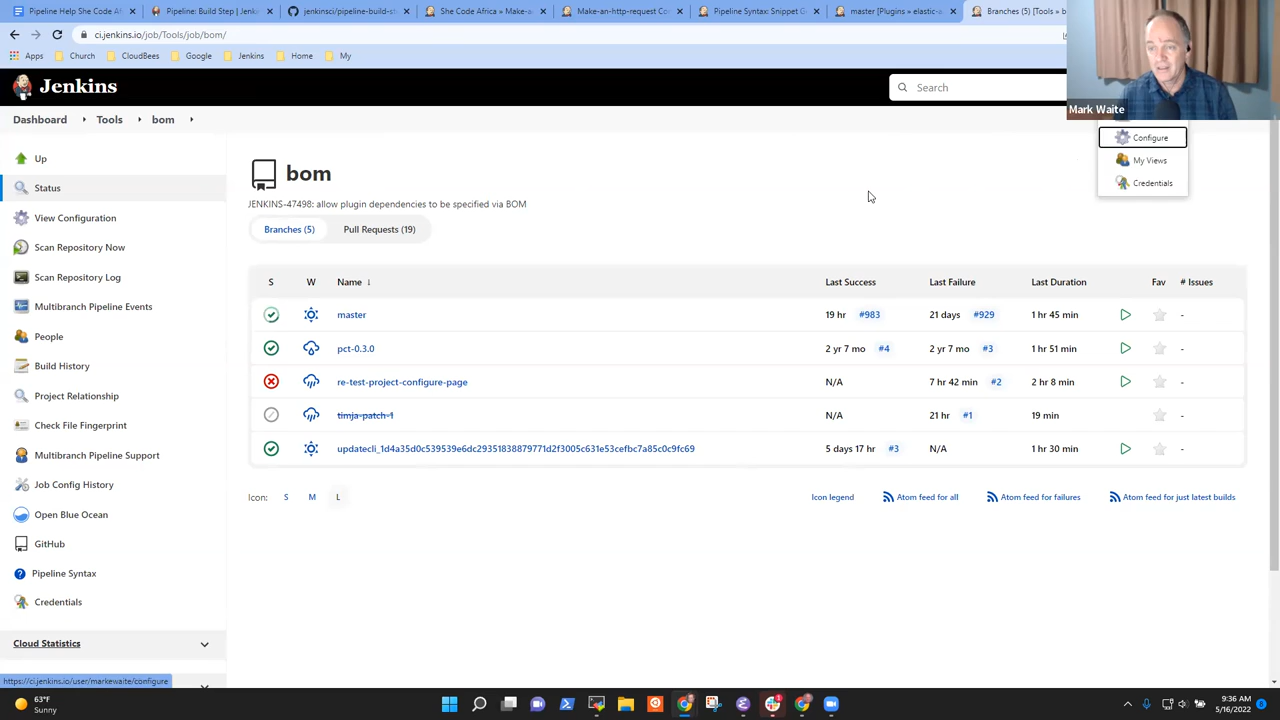 Pipeline Help She Code Afr
Pipeline: Build Step [Jenki
jenkinsci/pipeline-build-st
She Code Africa > Make-a
Make-an-http-request Co
Pipeline Syntax Snippet G
master [Plugins » elastic-a
Branches (5) [Tools » b
ci.jenkins.io/job/Tools/job/bom/
Apps Church CloudBees Google Jenkins Home My
Jenkins
Search
Mark Waite
Dashboard Tools bom
Configure
My Views
Credentials
Up
Status
View Configuration
Scan Repository Now
Scan Repository Log
Multibranch Pipeline Events
People
Build History
Project Relationship
Check File Fingerprint
Multibranch Pipeline Support
Job Config History
Open Blue Ocean
GitHub
Pipeline Syntax
Credentials
Cloud Statistics
bom
JENKINS-47498: allow plugin dependencies to be specified via BOM
Branches (5) Pull Requests (19)
S W Name ↓ Last Success Last Failure Last Duration Fav # Issues
master 19 hr #983 21 days #929 1 hr 45 min -
pct-0.3.0 2 yr 7 mo #4 2 yr 7 mo #3 1 hr 51 min -
re-test-project-configure-page N/A 7 hr 42 min #2 2 hr 8 min -
timja-patch-1 N/A 21 hr #1 19 min -
updatecli_1d4a35d0c539539e6dc29351838879771d2f3005c631e53cefbc7a85c0c9fc69 5 days 17 hr #3 N/A 1 hr 30 min -
Icon: S M L Icon legend Atom feed for all Atom feed for failures Atom feed for just latest builds
https://ci.jenkins.io/user/markewaite/configure
63°F
Sunny
9:36 AM
5/16/2022